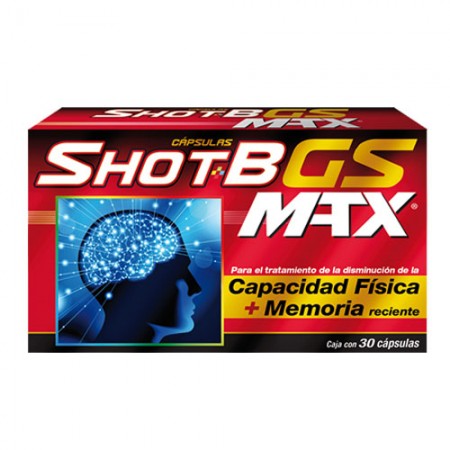 CÁPSULAS
SHOT-B GS
MAX®
Para el tratamiento de la disminución de la
Capacidad Física
+ Memoria reciente
Caja con 30 cápsulas